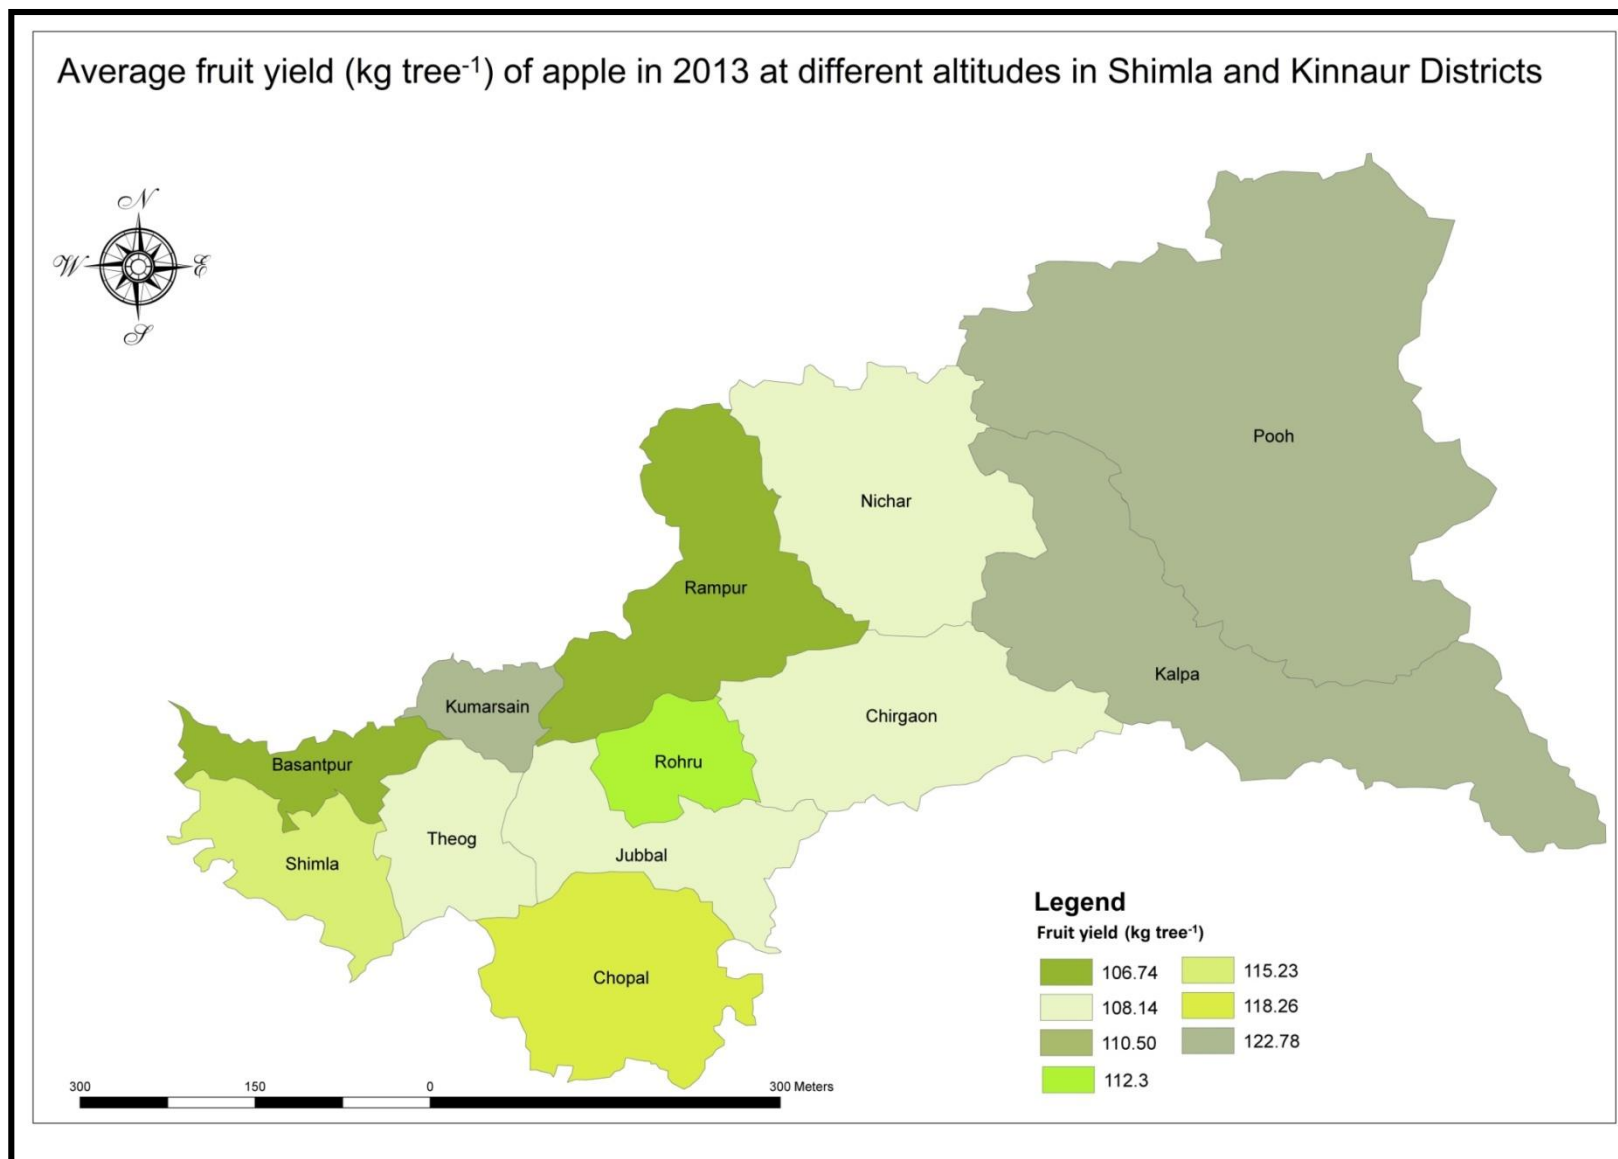 Average fruit yield (kg tree⁻¹) of apple in 2013 at different altitudes in Shimla and Kinnaur Districts
N
W E
S
Pooh
Nichar
Rampur
Kalpa
Kumarsain
Chirgaon
Rohru
Basantpur
Theog
Jubbal
Shimla
Chopal
Legend
Fruit yield (kg tree⁻¹)
106.74 115.23
108.14 118.26
110.50 122.78
112.3
300 150 0 300 Meters